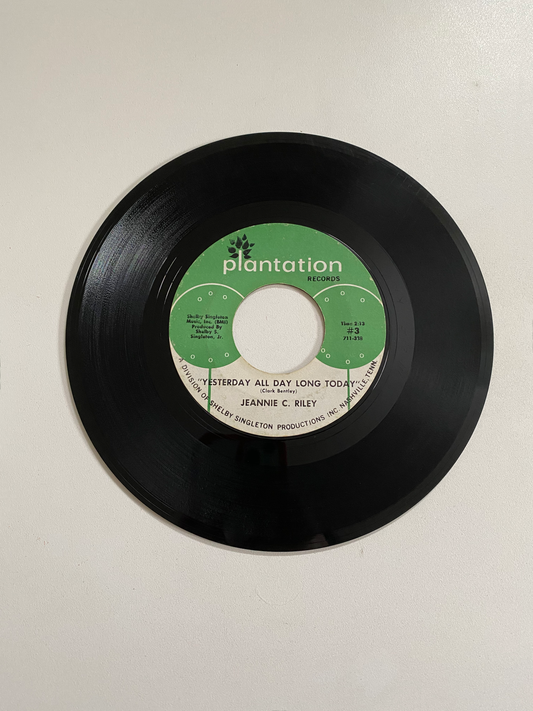 plantation
RECORDS
Shelby Singleton
Music, Inc. (BMI)
Produced By
Shelby S.
Singleton, Jr.
Time 2:13
#3
"YESTERDAY ALL DAY LONG TODAY"
(Clark Bentley)
JEANNIE C. RILEY
A DIVISION OF SHELBY SINGLETON PRODUCTIONS INC. NASHVILLE, TENN